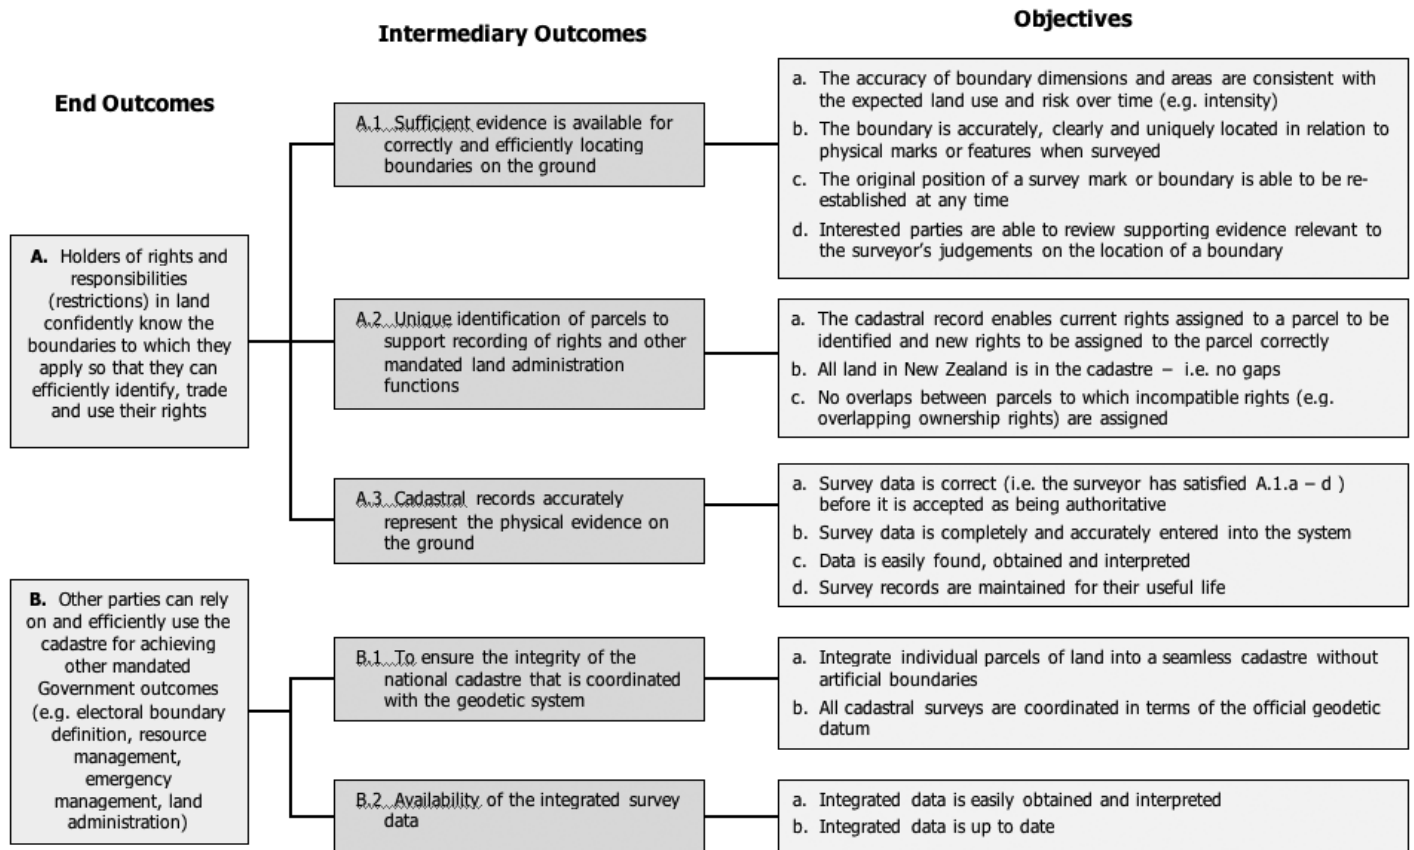 End Outcomes
Intermediary Outcomes
Objectives
A. Holders of rights and
responsibilities
(restrictions) in land
confidently know the
boundaries to which they
apply so that they can
efficiently identify, trade
and use their rights
A.1 Sufficient evidence is available for
correctly and efficiently locating
boundaries on the ground
a. The accuracy of boundary dimensions and areas are consistent with
the expected land use and risk over time (e.g. intensity)
b. The boundary is accurately, clearly and uniquely located in relation to
physical marks or features when surveyed
c. The original position of a survey mark or boundary is able to be re-
established at any time
d. Interested parties are able to review supporting evidence relevant to
the surveyor's judgements on the location of a boundary
A.2 Unique identification of parcels to
support recording of rights and other
mandated land administration
functions
a. The cadastral record enables current rights assigned to a parcel to be
identified and new rights to be assigned to the parcel correctly
b. All land in New Zealand is in the cadastre – i.e. no gaps
c. No overlaps between parcels to which incompatible rights (e.g.
overlapping ownership rights) are assigned
A.3 Cadastral records accurately
represent the physical evidence on
the ground
a. Survey data is correct (i.e. the surveyor has satisfied A.1.a – d )
before it is accepted as being authoritative
b. Survey data is completely and accurately entered into the system
c. Data is easily found, obtained and interpreted
d. Survey records are maintained for their useful life
B. Other parties can rely
on and efficiently use the
cadastre for achieving
other mandated
Government outcomes
(e.g. electoral boundary
definition, resource
management,
emergency
management, land
administration)
B.1 To ensure the integrity of the
national cadastre that is coordinated
with the geodetic system
a. Integrate individual parcels of land into a seamless cadastre without
artificial boundaries
b. All cadastral surveys are coordinated in terms of the official geodetic
datum
B.2 Availability of the integrated survey
data
a. Integrated data is easily obtained and interpreted
b. Integrated data is up to date